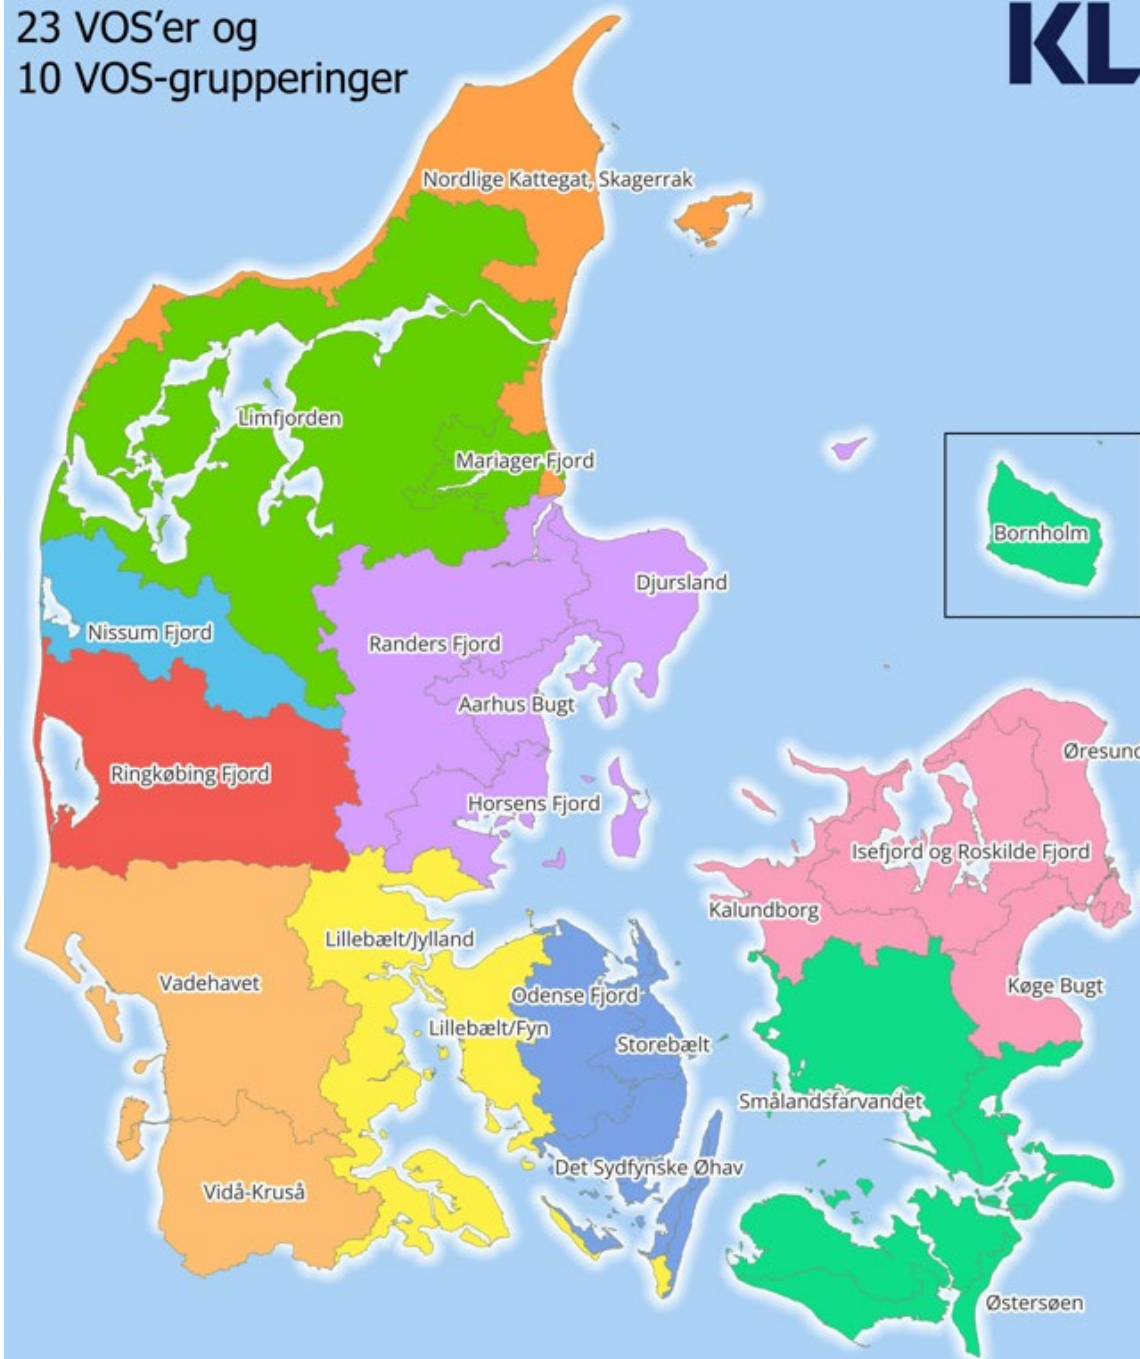 23 VOS'er og
10 VOS-grupperinger
KL
Nordlige Kattegat, Skagerrak
Limfjorden
Mariager Fjord
Bornholm
Djursland
Nissum Fjord
Randers Fjord
Aarhus Bugt
Øresund
Ringkøbing Fjord
Horsens Fjord
Isefjord og Roskilde Fjord
Kalundborg
Lillebælt/Jylland
Vadehavet
Køge Bugt
Odense Fjord
Lillebælt/Fyn
Storebælt
Smålandsfarvandet
Det Sydfynske Øhav
Vidå-Kruså
Østersøen